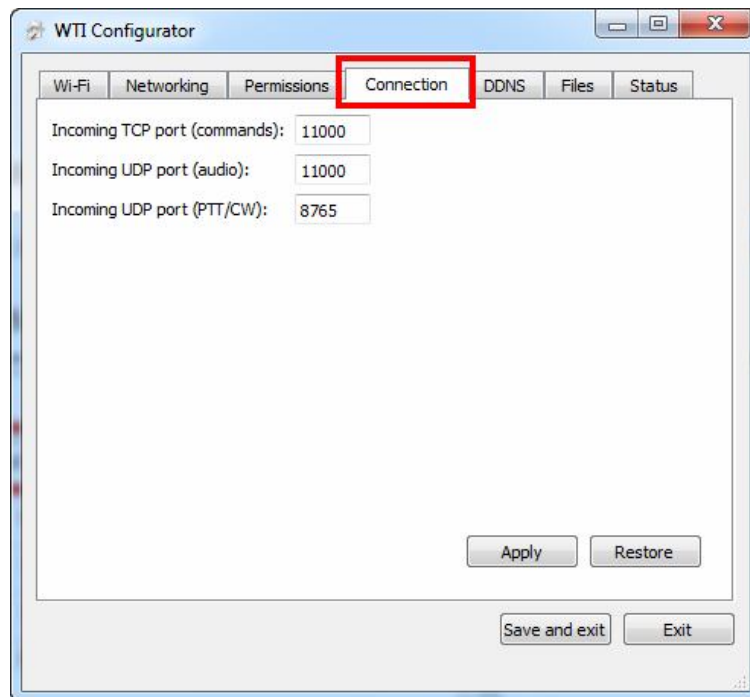 WTI Configurator
Wi-Fi Networking Permissions Connection DDNS Files Status
Incoming TCP port (commands): 11000
Incoming UDP port (audio): 11000
Incoming UDP port (PTT/CW): 8765
Apply Restore
Save and exit Exit